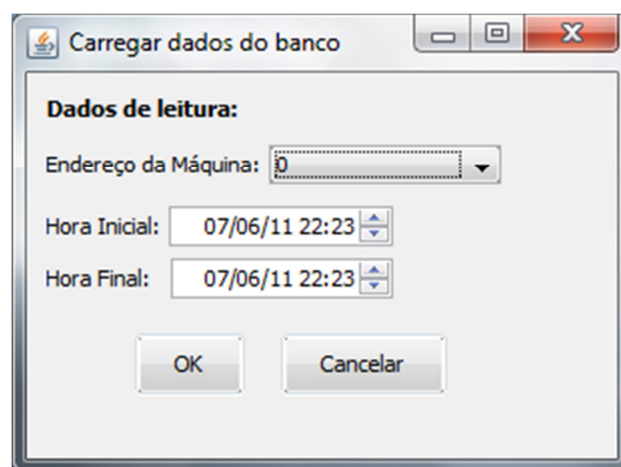 Carregar dados do banco
Dados de leitura:
Endereço da Máquina: 0
Hora Inicial: 07/06/11 22:23
Hora Final: 07/06/11 22:23
OK Cancelar